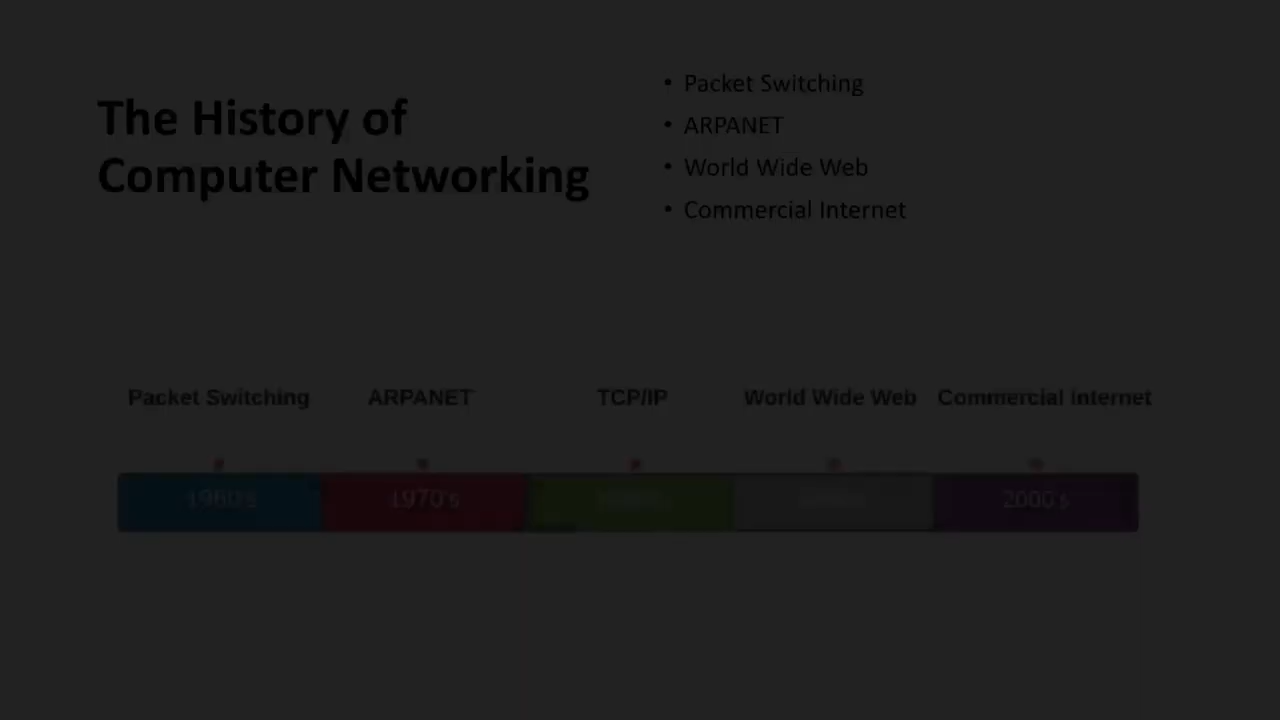 The History of
Computer Networking
• Packet Switching
• ARPANET
• World Wide Web
• Commercial Internet
Packet Switching
ARPANET
TCP/IP
World Wide Web
Commercial Internet
1960's
1970's
2000's